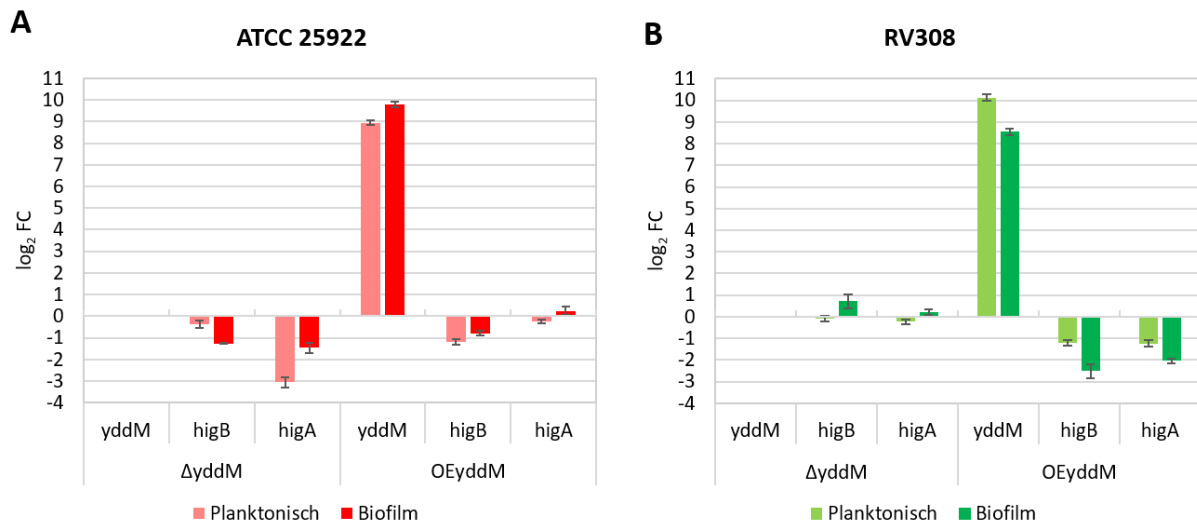 A
ATCC 25922
log₂ FC
11
10
9
8
7
6
5
4
3
2
1
0
-1
-2
-3
-4
yddM higB higA yddM higB higA
ΔyddM OEyddM
Planktonisch Biofilm
B
RV308
log₂ FC
11
10
9
8
7
6
5
4
3
2
1
0
-1
-2
-3
-4
yddM higB higA yddM higB higA
ΔyddM OEyddM
Planktonisch Biofilm